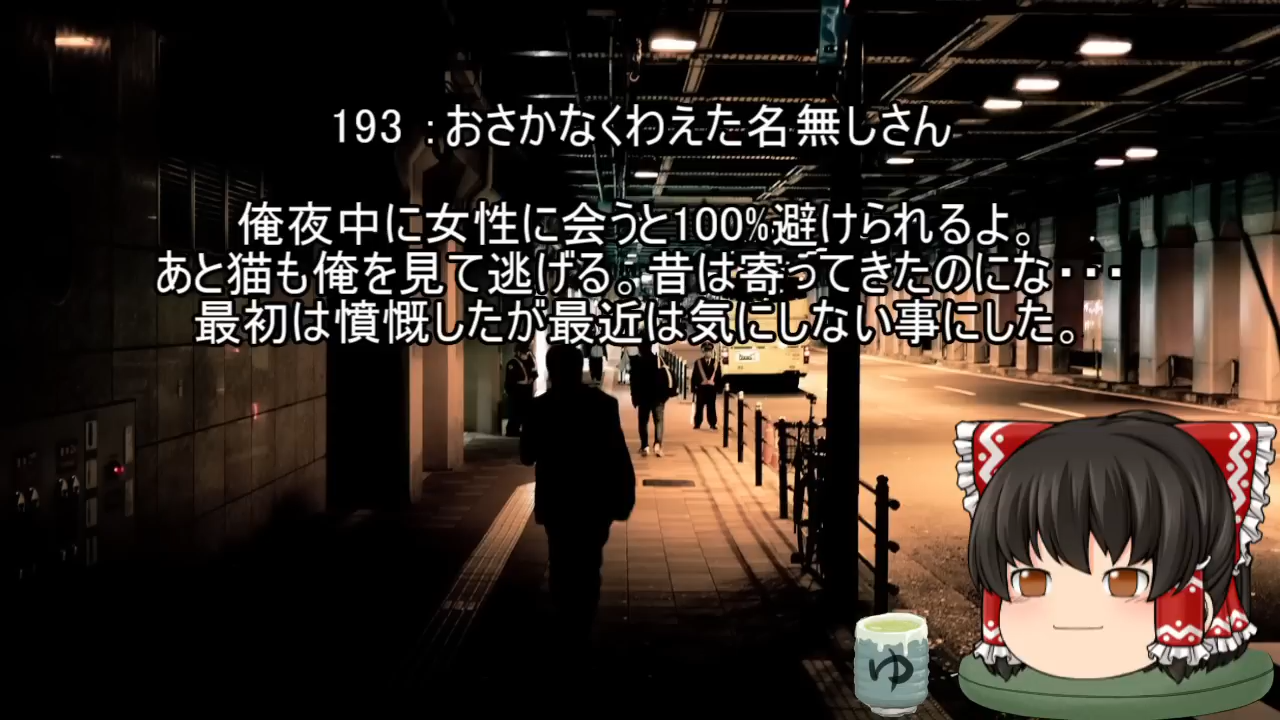 193 :おさかなくわえた名無しさん
俺夜中に女性に会うと100%避けられるよ。
あと猫も俺を見て逃げる。昔は寄ってきたのにな・・・
最初は憤慨したが最近は気にしない事にした。
ゆ